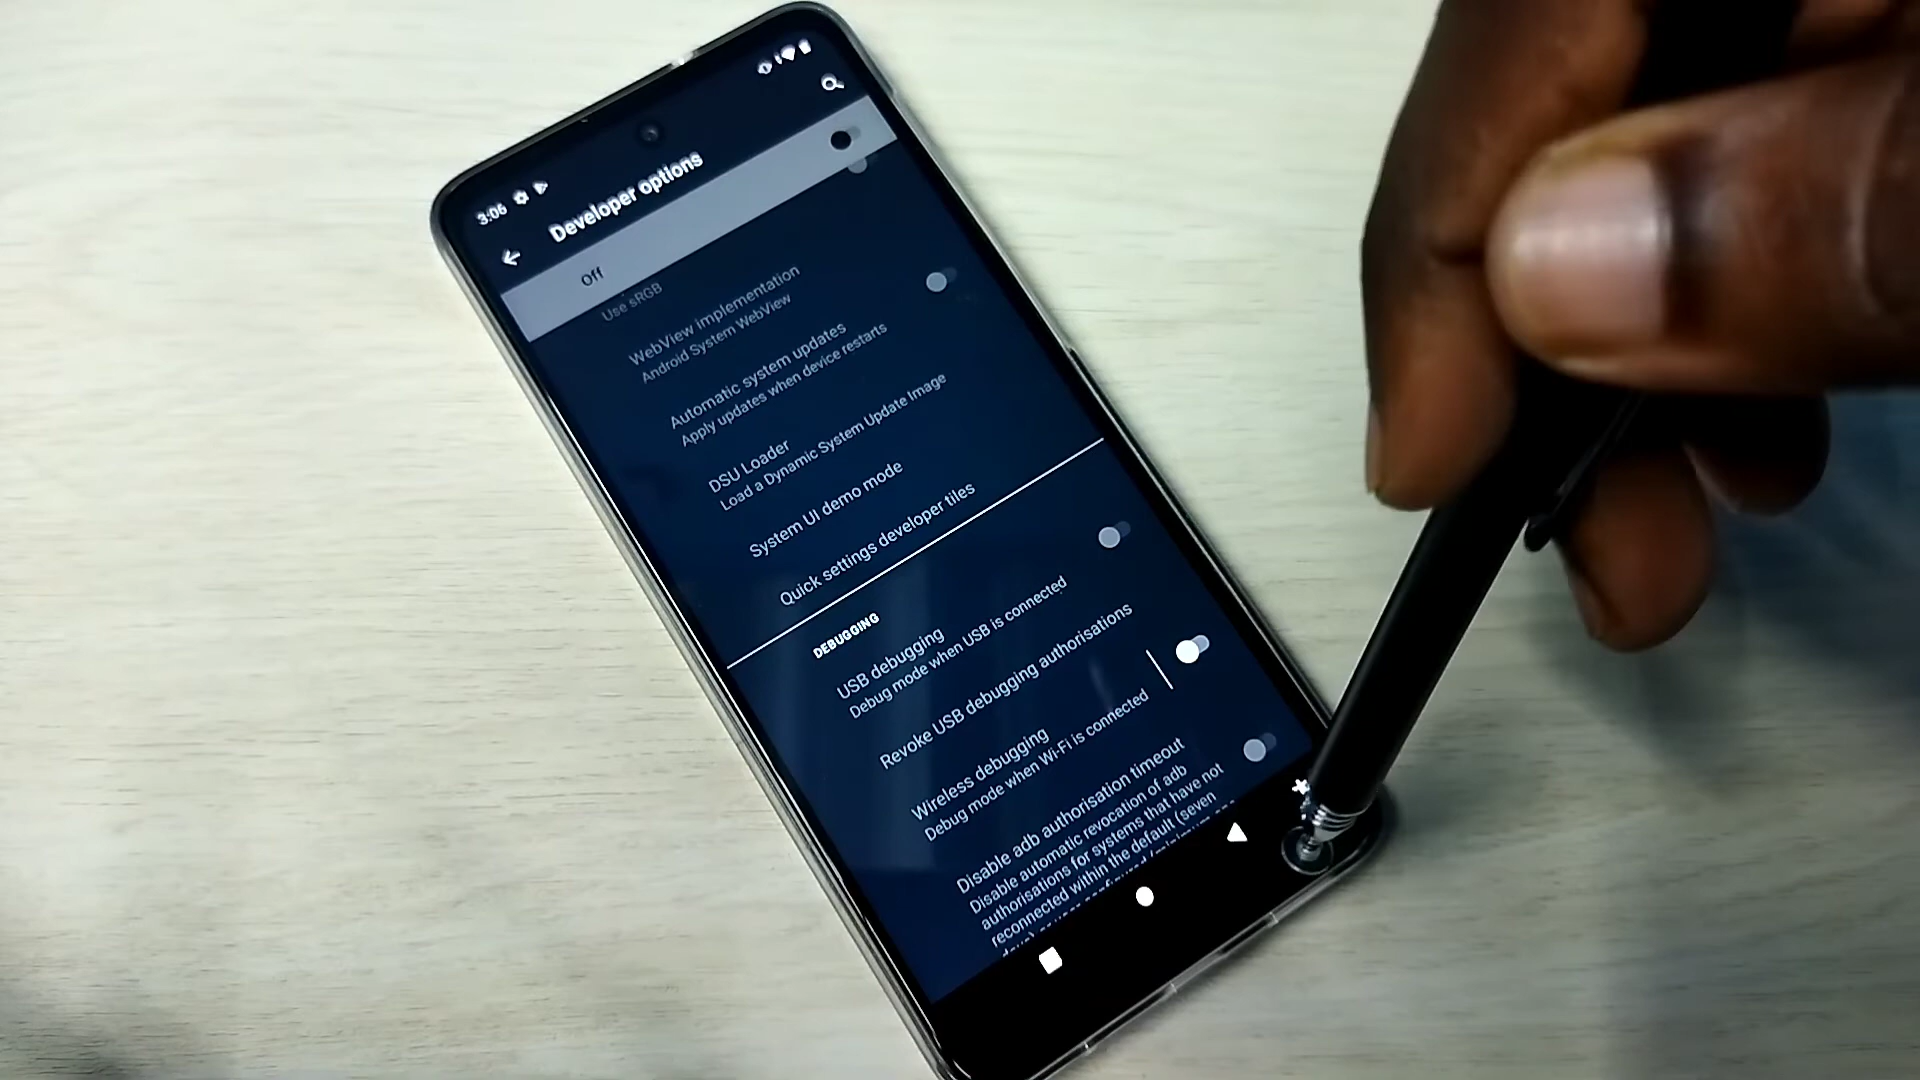 3:06
Developer options
Off
Use sRGB
WebView implementation
Android System WebView
Automatic system updates
Apply updates when device restarts
DSU Loader
Load a Dynamic System Update Image
System UI demo mode
Quick settings developer tiles
DEBUGGING
USB debugging
Debug mode when USB is connected
Revoke USB debugging authorisations
Wireless debugging
Debug mode when Wi-Fi is connected
Disable adb authorisation timeout
Disable automatic revocation of adb
authorisations for systems that have not
reconnected within the default (seven